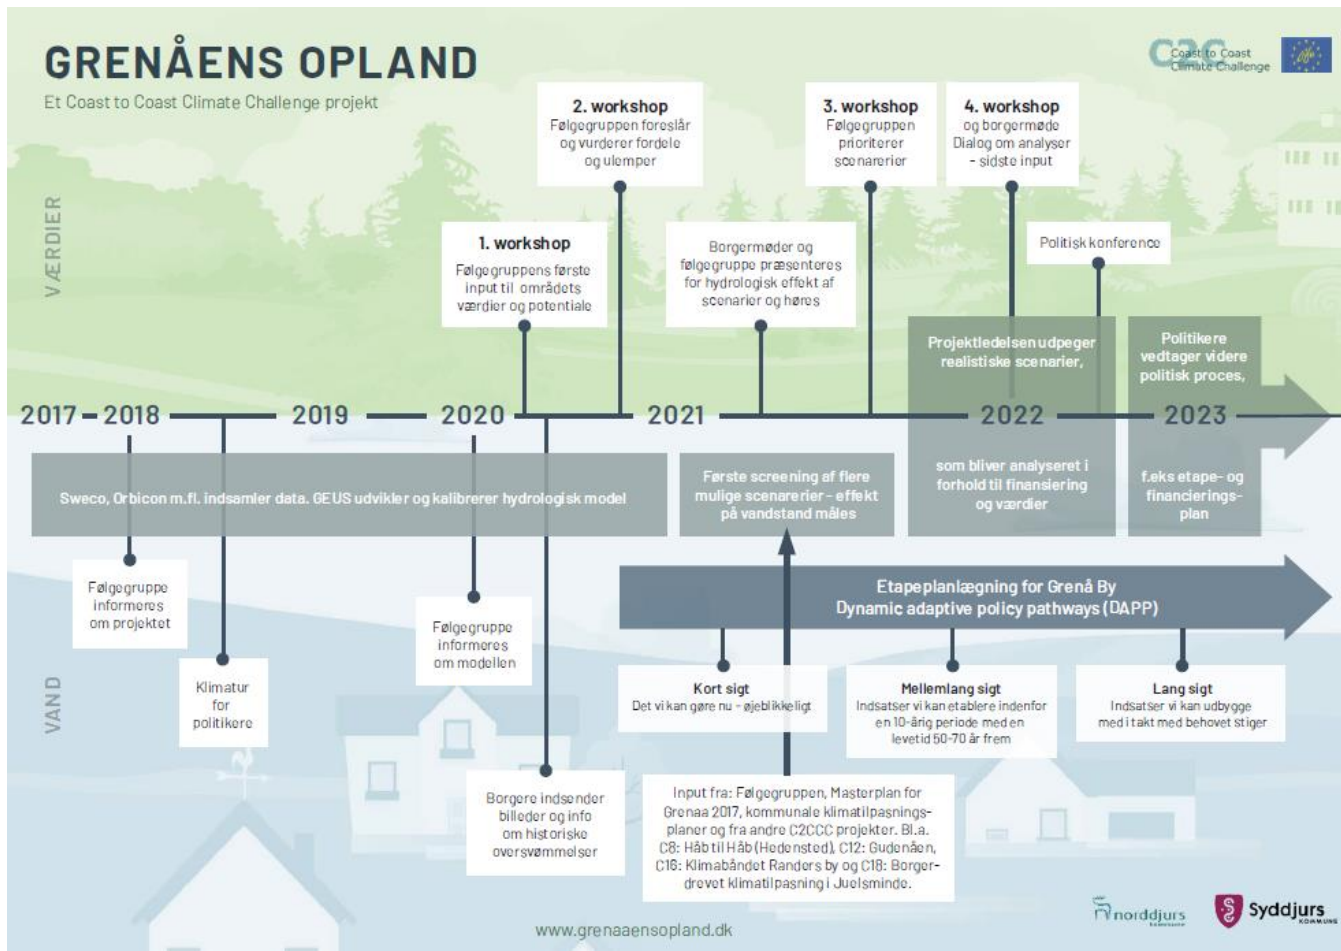 GRENÅENS OPLAND
Et Coast to Coast Climate Challenge projekt
C2C
Coast to Coast
Climate Challenge
2. workshop
Følgegruppen foreslår
og vurderer fordele
og ulemper
3. workshop
Følgegruppen
prioriterer
scenarerier
4. workshop
og borgermøde
Dialog om analyser
- sidste input
VÆRDIER
1. workshop
Følgegruppens første
input til områdets
værdier og potentiale
Borgermøder og
følgegruppe præsenteres
for hydrologisk effekt af
scenarier og høres
Politisk konference
Projektledelsen udpeger
realistiske scenarier,
Politikere
vedtager videre
politisk proces,
2017 2018 2019 2020 2021 2022 2023
Sweco, Orbicon m.fl. indsamler data. GEUS udvikler og kalibrerer hydrologisk model
Første screening af flere
mulige scenarerier - effekt
på vandstand måles
som bliver analyseret i
forhold til finansiering
og værdier
f.eks etape- og
financierings-
plan
Følgegruppe
informeres
om projektet
Etapeplanlægning for Grenå By
Dynamic adaptive policy pathways (DAPP)
Følgegruppe
informeres
om modellen
VAND
Klimatur
for
politikere
Kort sigt
Det vi kan gøre nu - øjeblikkeligt
Mellemlang sigt
Indsatser vi kan etablere indenfor
en 10-årig periode med en
levetid 50-70 år frem
Lang sigt
Indsatser vi kan udbygge
med i takt med behovet stiger
Borgere indsender
billeder og info
om historiske
oversvømmelser
Input fra: Følgegruppen, Masterplan for
Grenaa 2017, kommunale klimatilpasnings-
planer og fra andre C2CCC projekter. Bl.a.
C8: Håb til Håb (Hedensted), C12: Gudenåen,
C16: Klimabåndet Randers by og C18: Borger-
drevet klimatilpasning i Juelsminde.
www.grenaaensopland.dk
norddjurs
kommune
Syddjurs
KOMMUNE